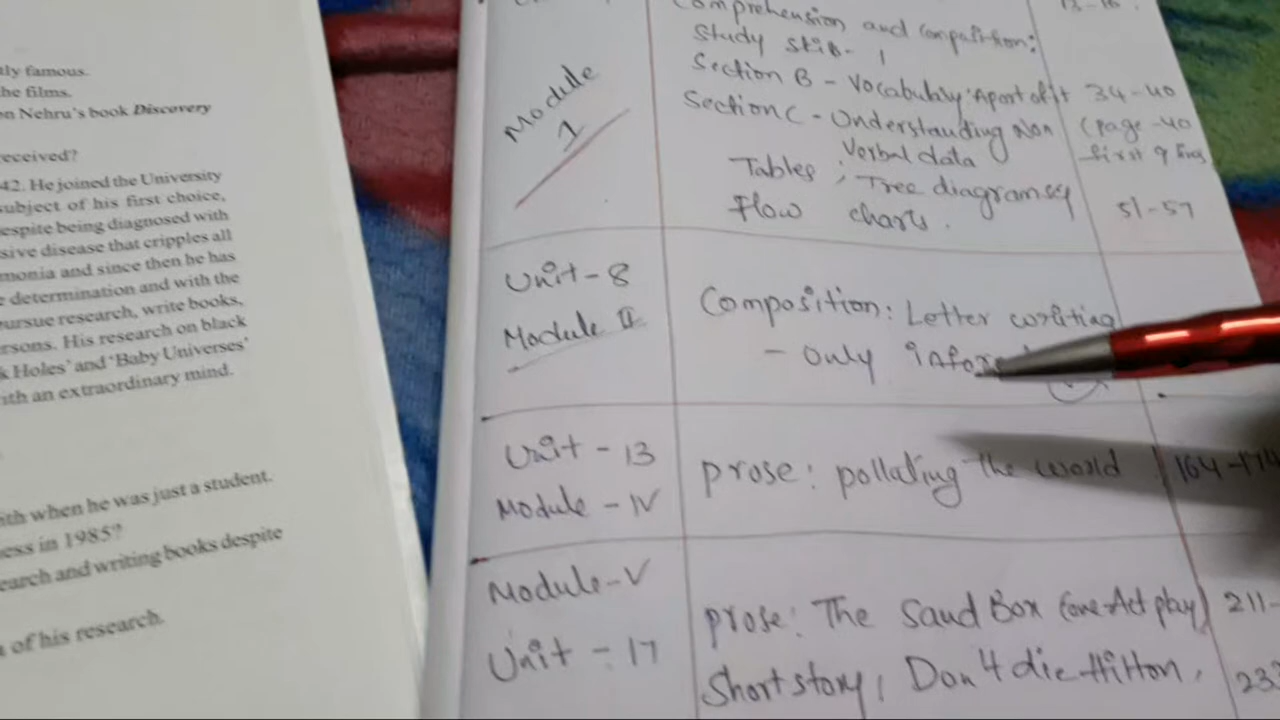 tly famous.
he films.
on Nehru's book Discovery
received?
42. He joined the University
subject of his first choice,
espite being diagnosed with
sive disease that cripples all
monia and since then he has
e determination and with the
ursue research, write books,
ersons. His research on black
k Holes' and 'Baby Universes'
ith an extraordinary mind.
ith when he was just a student.
ess in 1985?
earch and writing books despite
a of his research.
Comprehension and
Study
Section B - Vocabulary: Apart of it 34-40
Section C - Understanding Non (page -40
Verbal data first 9
Module 1
Tables, Tree diagrams
Flow charts. 51-57
Unit-8
Module II
Composition: Letter writing
- only
Unit - 13
Module - IV
prose: polluting the world 164-174
Module-V
Unit - 17
prose: The Sand Box (one-Act play) 211-
Short story, Don't die